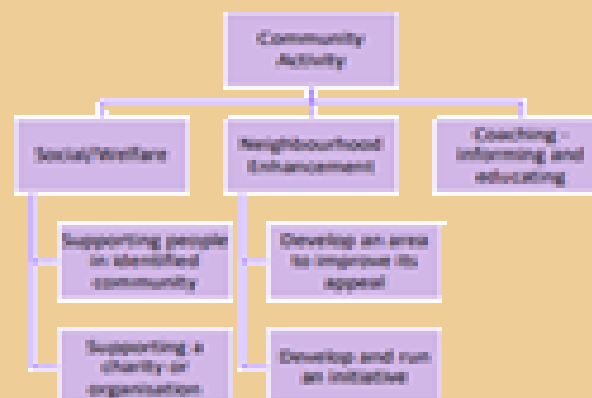 Community
Activity
Social/Welfare
Neighbourhood
Enhancement
Coaching -
informing and
educating
Supporting people
in identified
community
Develop an area
to improve its
appeal
Supporting a
charity or
organisation
Develop and run
an initiative